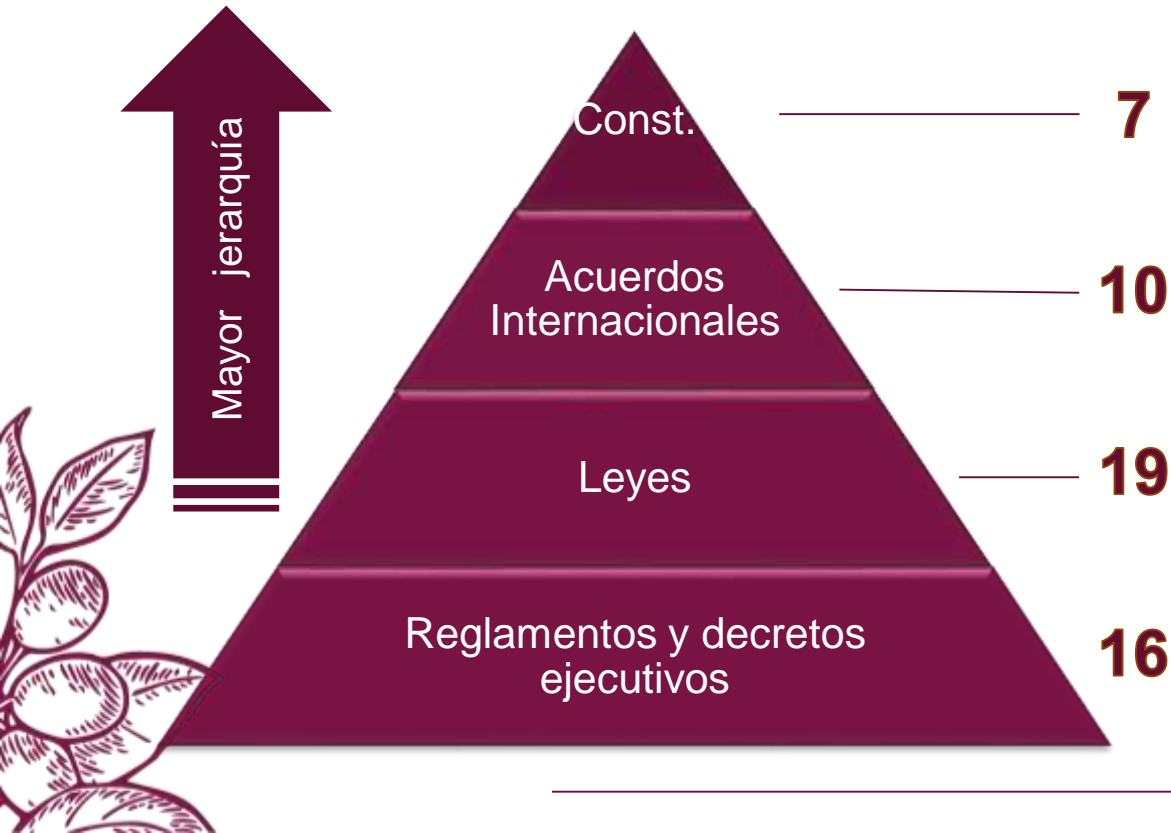 Mayor jerarquía
Const.
7
Acuerdos
Internacionales
10
Leyes
19
Reglamentos y decretos
ejecutivos
16